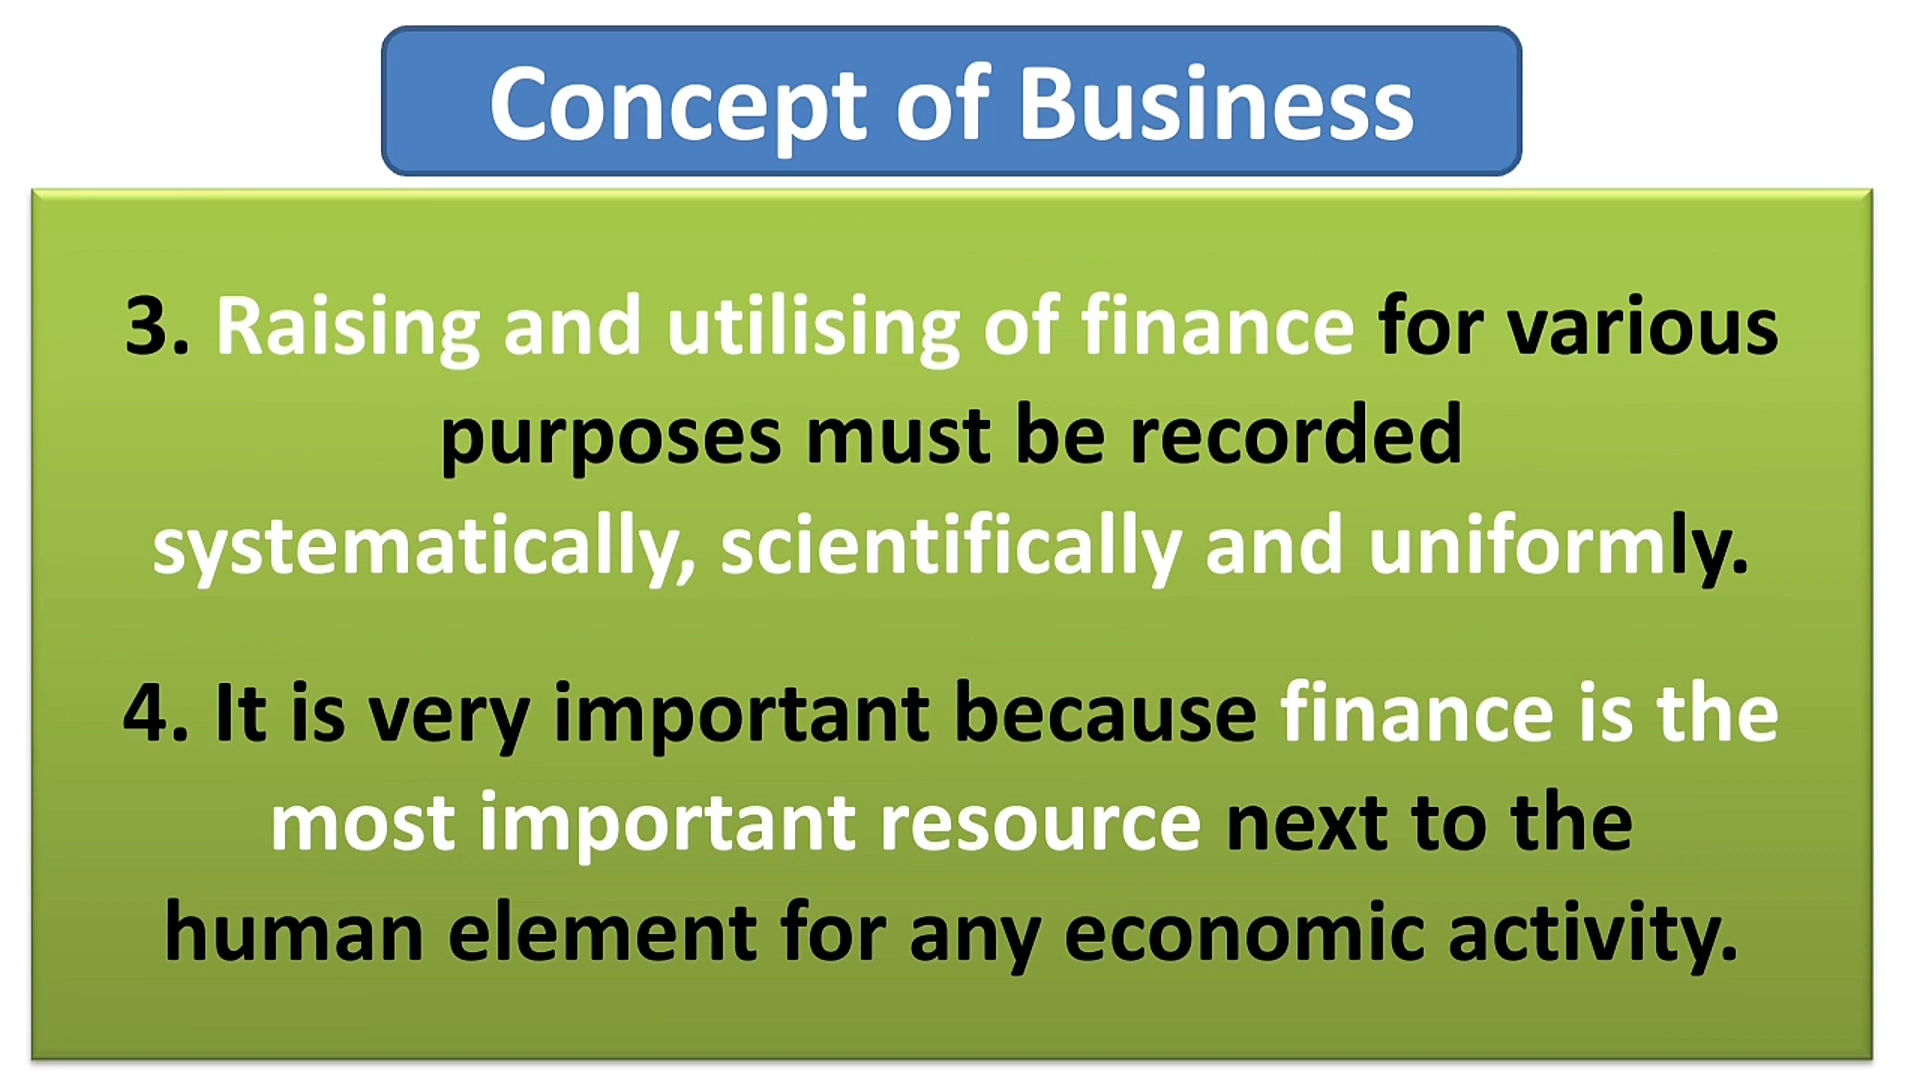 Concept of Business
3. Raising and utilising of finance for various
purposes must be recorded
systematically, scientifically and uniformly.
4. It is very important because finance is the
most important resource next to the
human element for any economic activity.